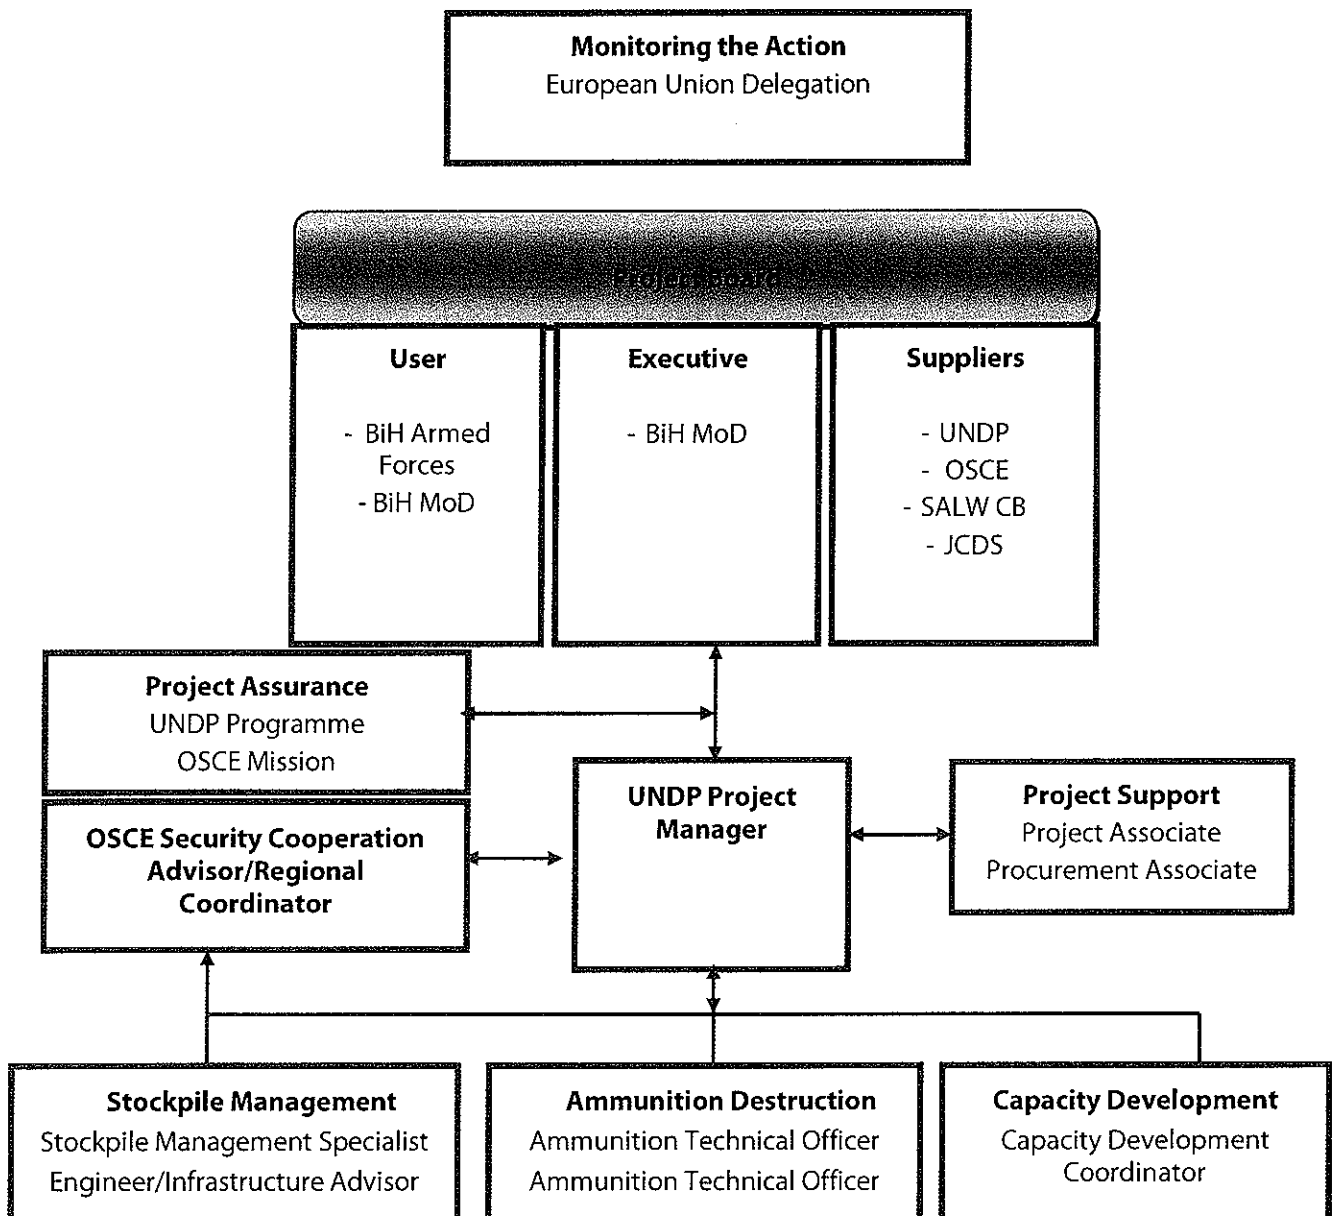 Monitoring the Action
European Union Delegation
Project board
User
- BiH Armed
Forces
- BiH MoD
Executive
- BiH MoD
Suppliers
- UNDP
- OSCE
- SALW CB
- JCDS
Project Assurance
UNDP Programme
OSCE Mission
OSCE Security Cooperation
Advisor/Regional
Coordinator
UNDP Project
Manager
Project Support
Project Associate
Procurement Associate
Stockpile Management
Stockpile Management Specialist
Engineer/Infrastructure Advisor
Ammunition Destruction
Ammunition Technical Officer
Ammunition Technical Officer
Capacity Development
Capacity Development
Coordinator